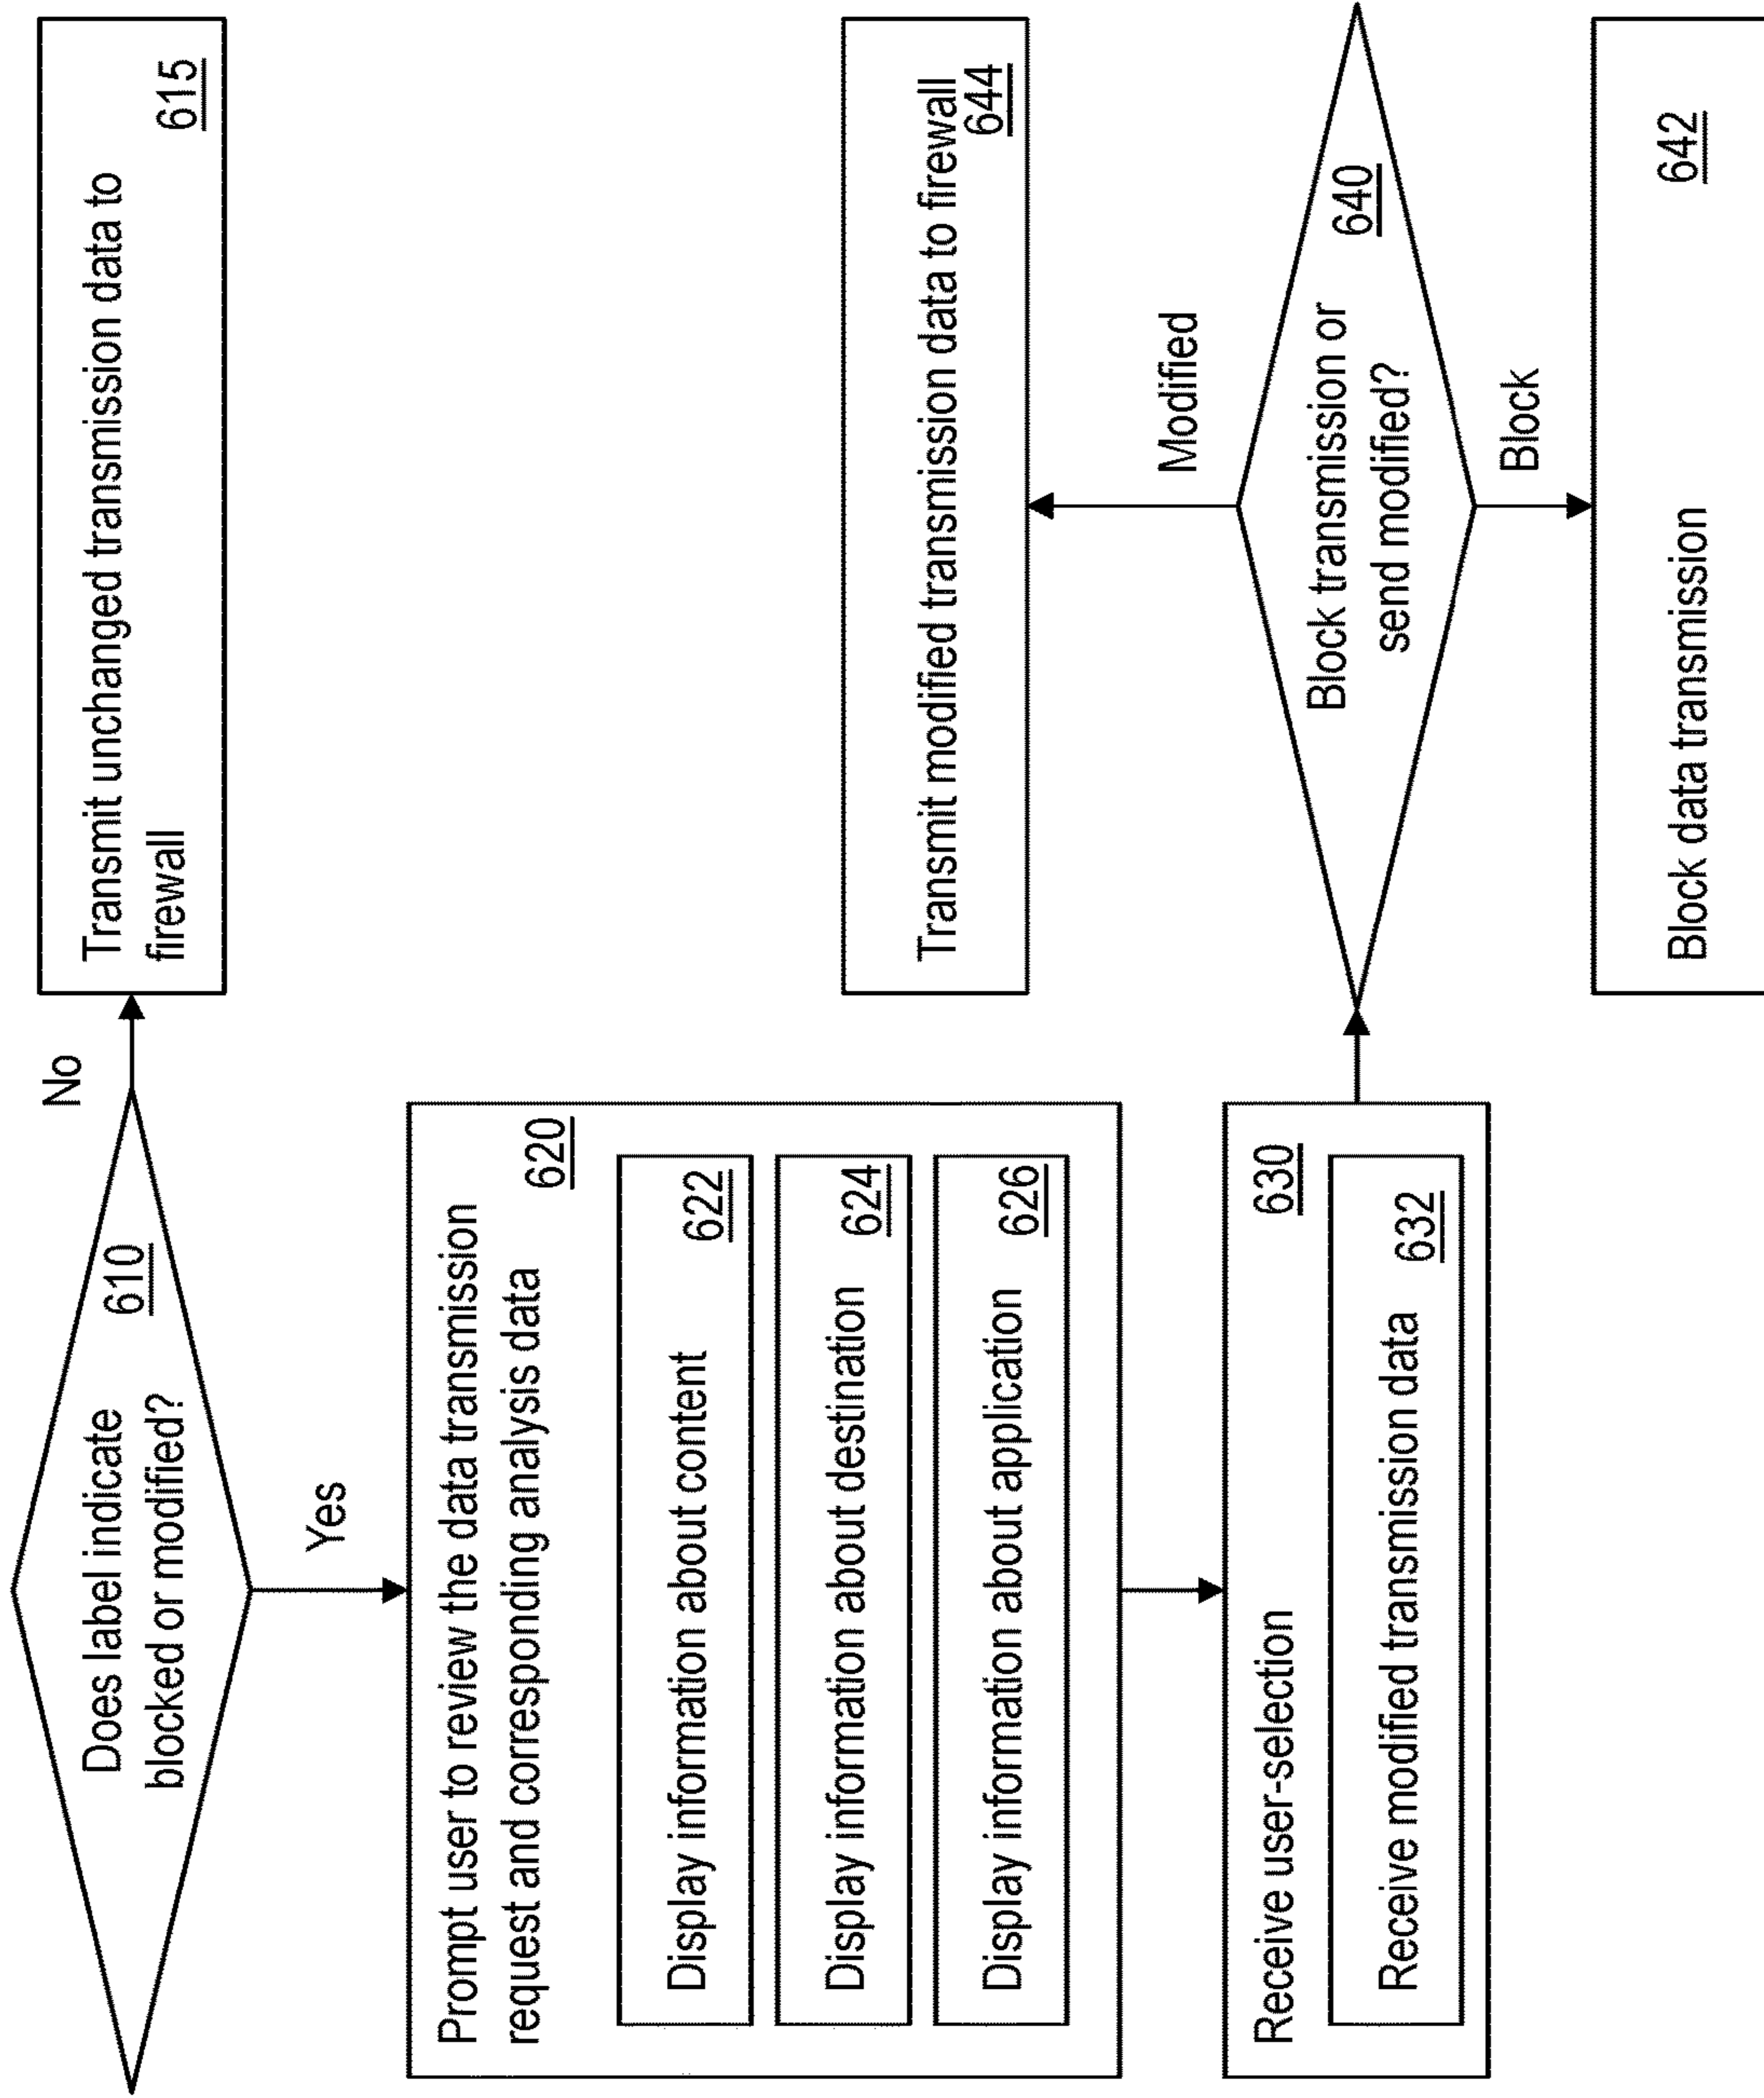 Does label indicate
blocked or modified?
610
No
Transmit unchanged transmission data to
firewall
615
Yes
Prompt user to review the data transmission
request and corresponding analysis data
620
Display information about content
622
Display information about destination
624
Display information about application
626
Receive user-selection
630
Receive modified transmission data
632
Transmit modified transmission data to firewall
644
Modified
640
Block transmission or
send modified?
Block
Block data transmission
642